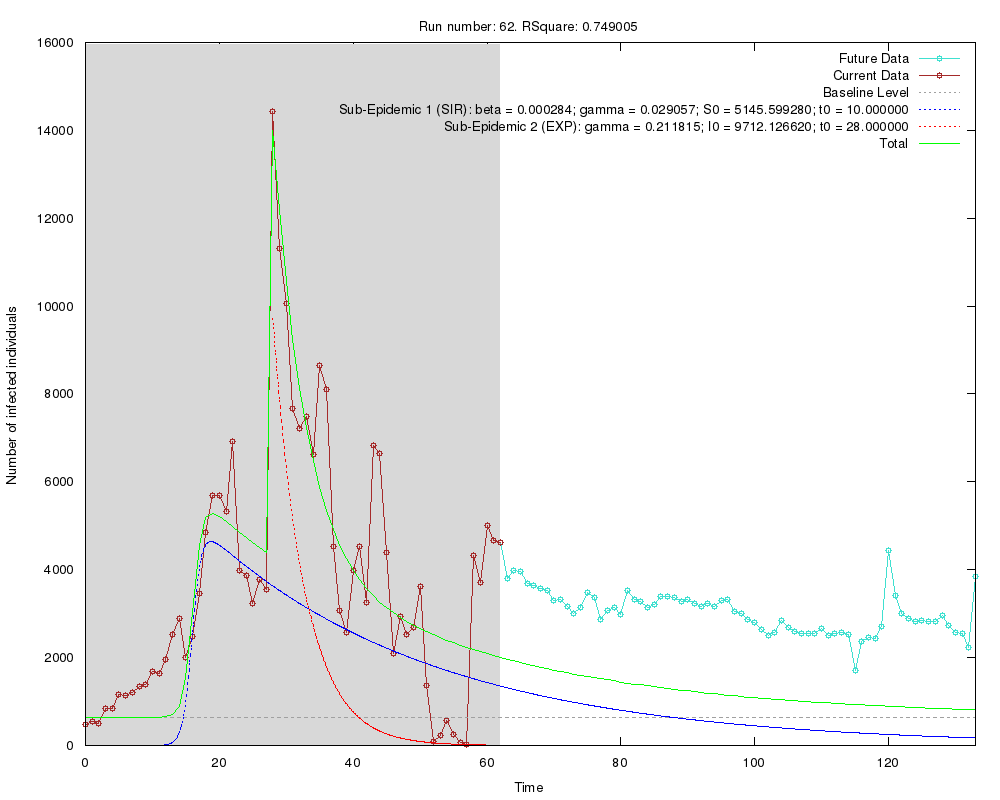 Run number: 62. RSquare: 0.749005
16000
14000
12000
10000
8000
6000
4000
2000
0
Number of infected individuals
Future Data
Current Data
Baseline Level
Sub-Epidemic 1 (SIR): beta = 0.000284; gamma = 0.029057; S0 = 5145.599280; t0 = 10.000000
Sub-Epidemic 2 (EXP): gamma = 0.211815; I0 = 9712.126620; t0 = 28.000000
Total
0 20 40 60 80 100 120
Time